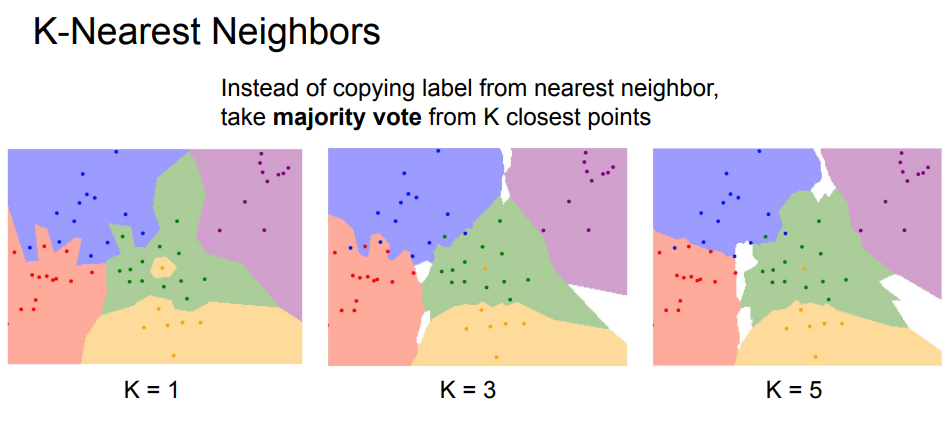 K-Nearest Neighbors
Instead of copying label from nearest neighbor,
take majority vote from K closest points
K = 1
K = 3
K = 5